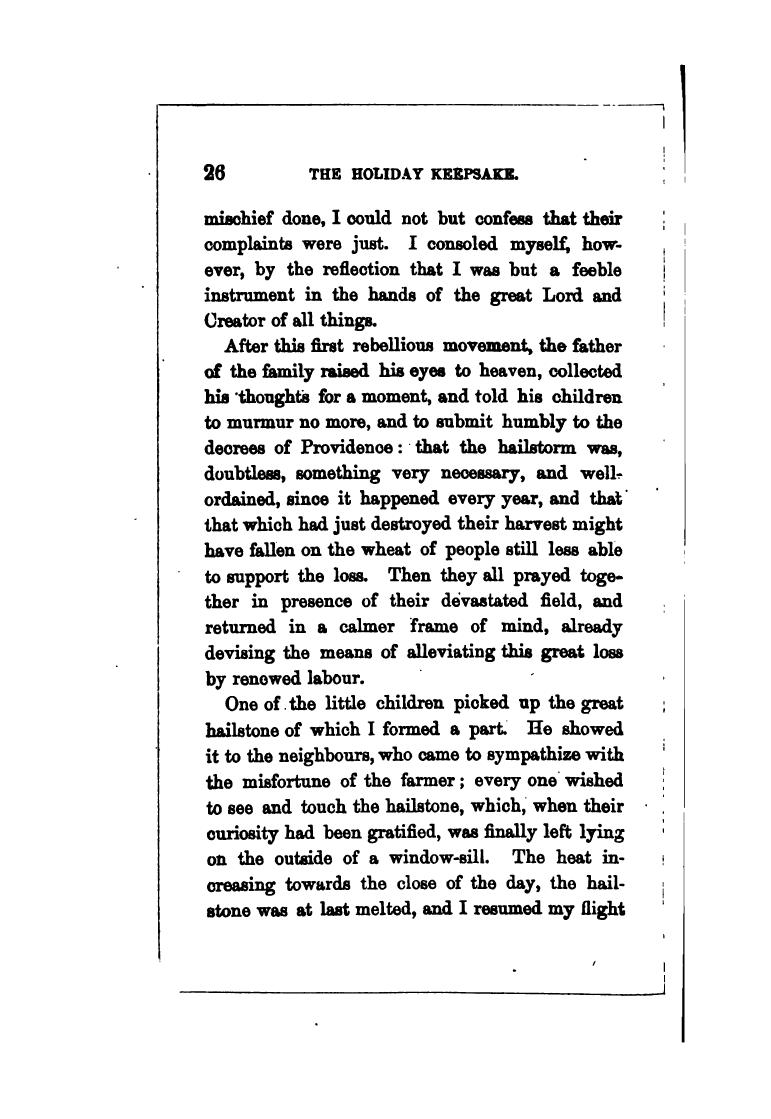 26 THE HOLIDAY KEEPSAKE.
mischief done, I could not but confess that their
complaints were just. I consoled myself, how-
ever, by the reflection that I was but a feeble
instrument in the hands of the great Lord and
Creator of all things.
After this first rebellious movement, the father
of the family raised his eyes to heaven, collected
his thoughts for a moment, and told his children
to murmur no more, and to submit humbly to the
decrees of Providence: that the hailstorm was,
doubtless, something very necessary, and well-
ordained, since it happened every year, and that
that which had just destroyed their harvest might
have fallen on the wheat of people still less able
to support the loss. Then they all prayed toge-
ther in presence of their devastated field, and
returned in a calmer frame of mind, already
devising the means of alleviating this great loss
by renewed labour.
One of the little children picked up the great
hailstone of which I formed a part. He showed
it to the neighbours, who came to sympathize with
the misfortune of the farmer; every one wished
to see and touch the hailstone, which, when their
curiosity had been gratified, was finally left lying
on the outside of a window-sill. The heat in-
creasing towards the close of the day, the hail-
stone was at last melted, and I resumed my flight